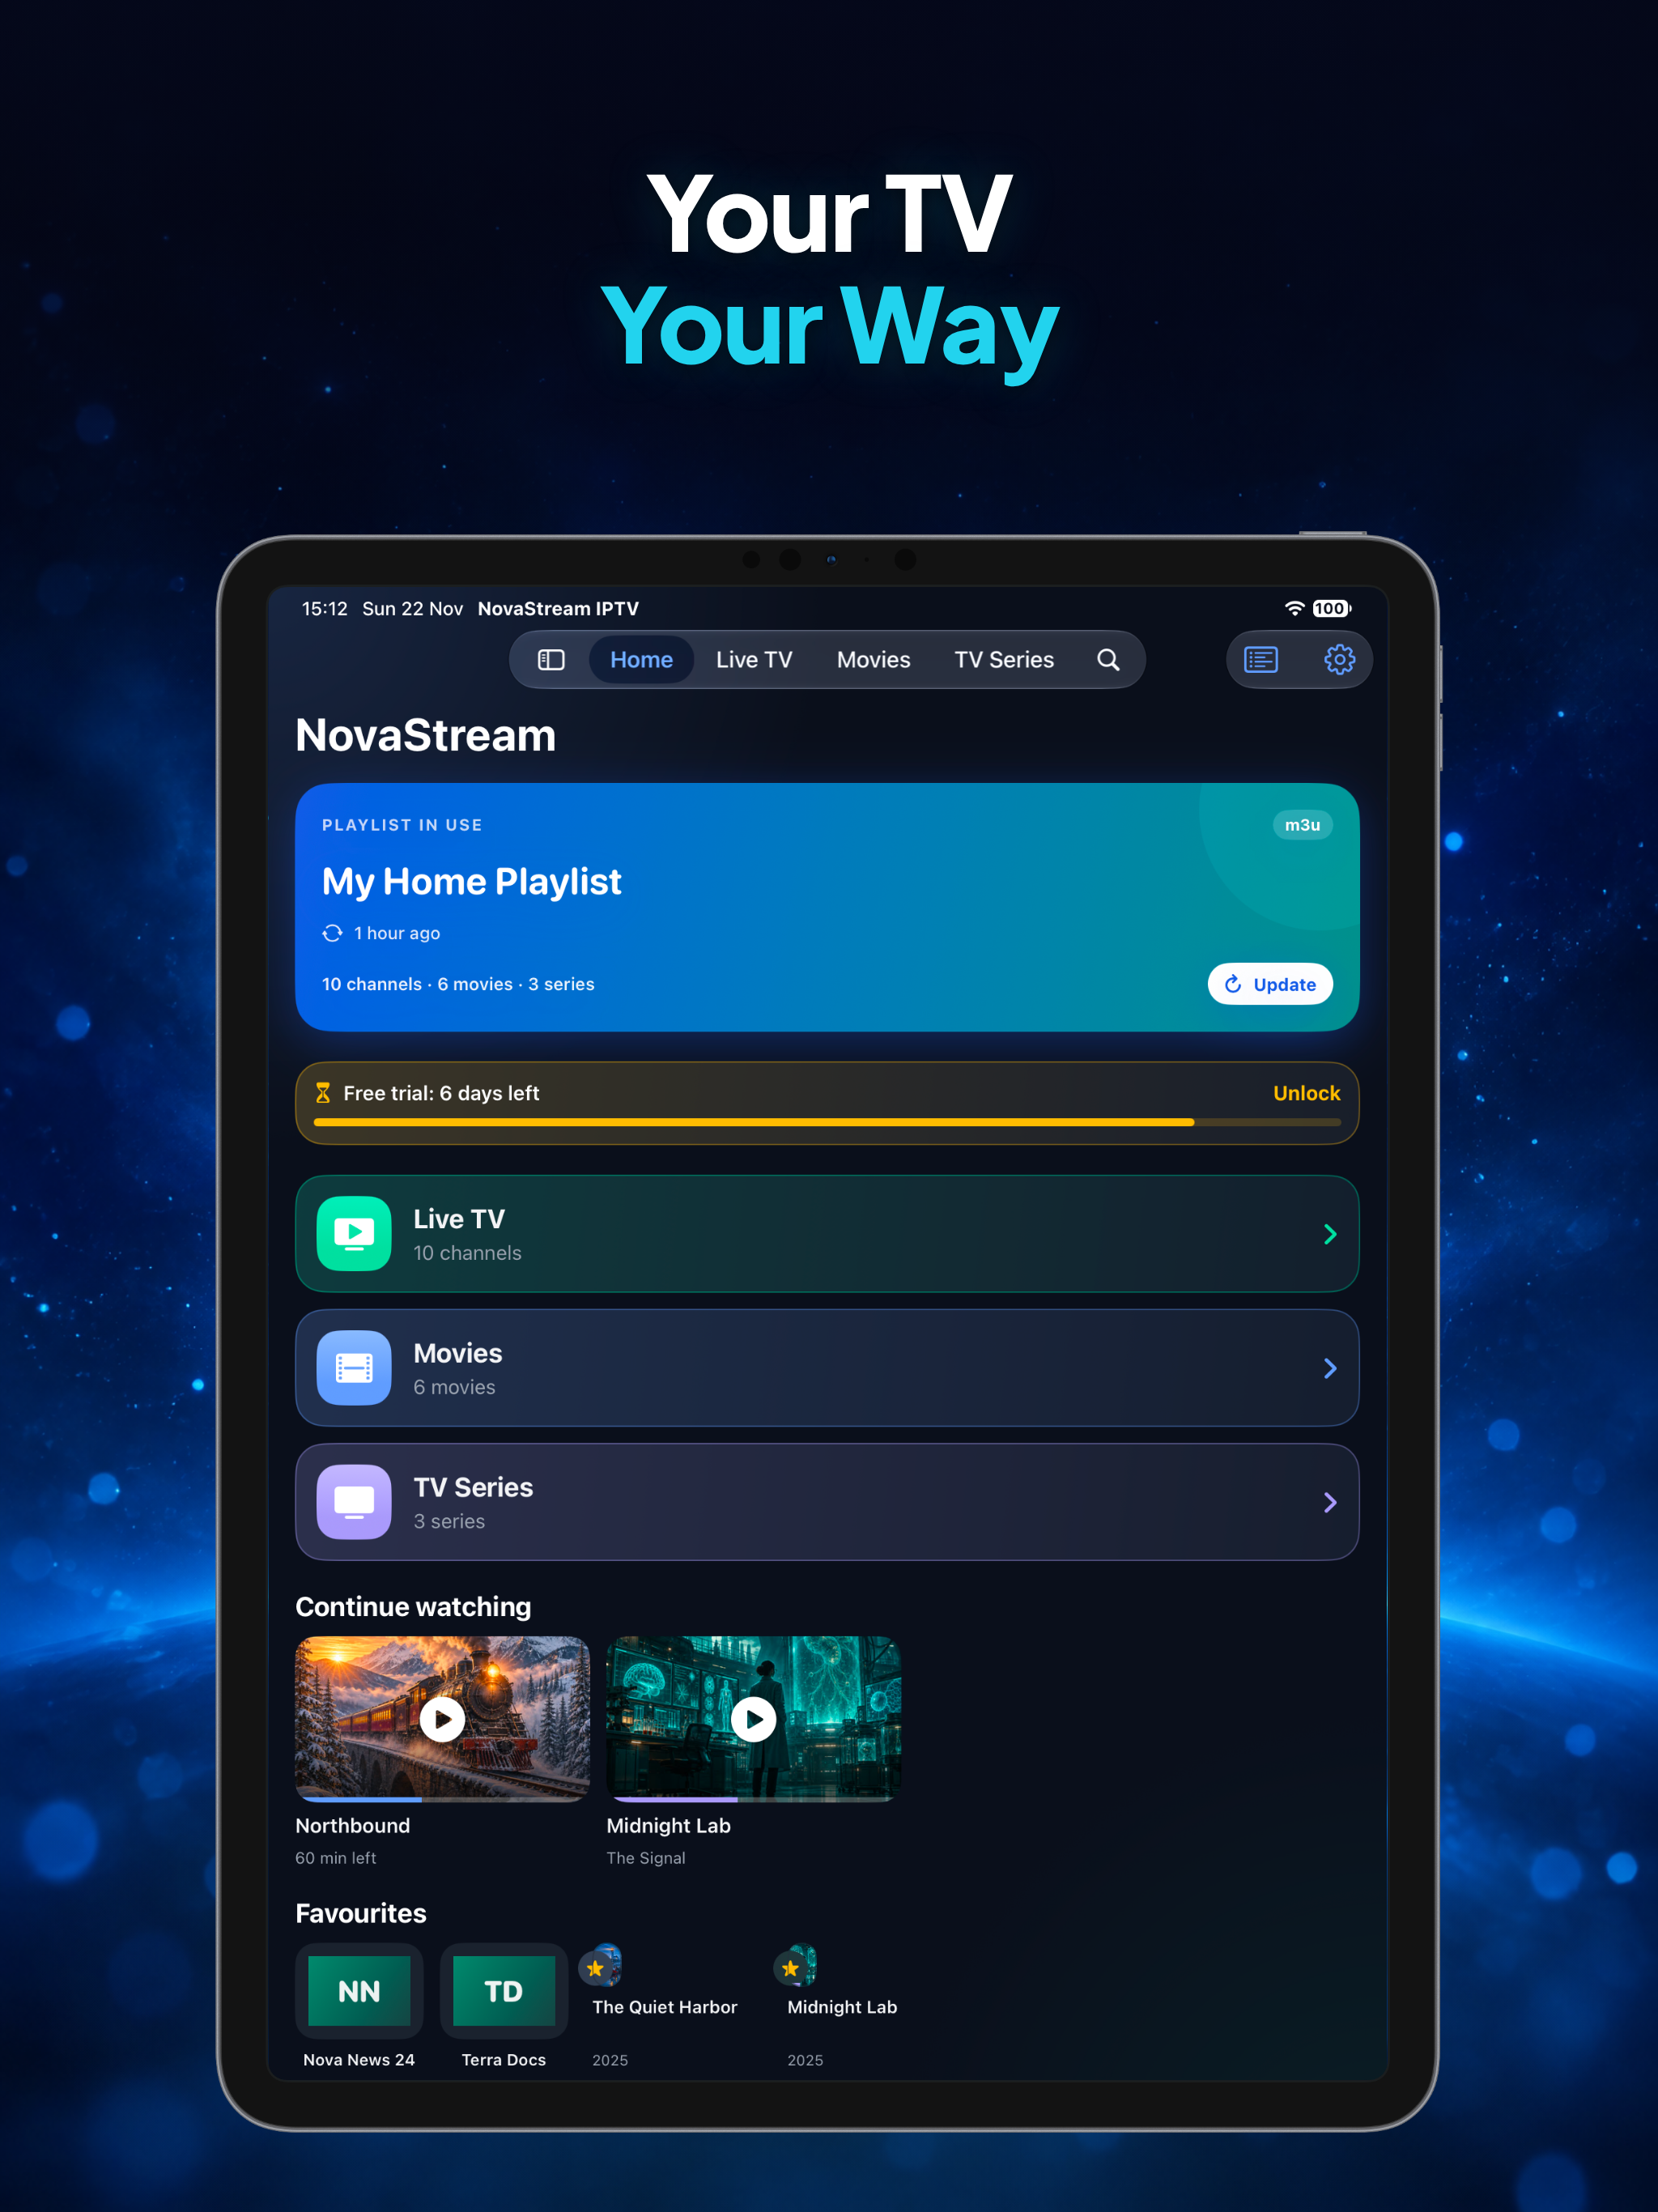 Your TV
Your Way
15:12 Sun 22 Nov NovaStream IPTV
100
Home Live TV Movies TV Series
NovaStream
PLAYLIST IN USE
m3u
My Home Playlist
1 hour ago
10 channels · 6 movies · 3 series
Update
Free trial: 6 days left
Unlock
Live TV
10 channels
Movies
6 movies
TV Series
3 series
Continue watching
Northbound
60 min left
Midnight Lab
The Signal
Favourites
NN
Nova News 24
TD
Terra Docs
The Quiet Harbor
2025
Midnight Lab
2025